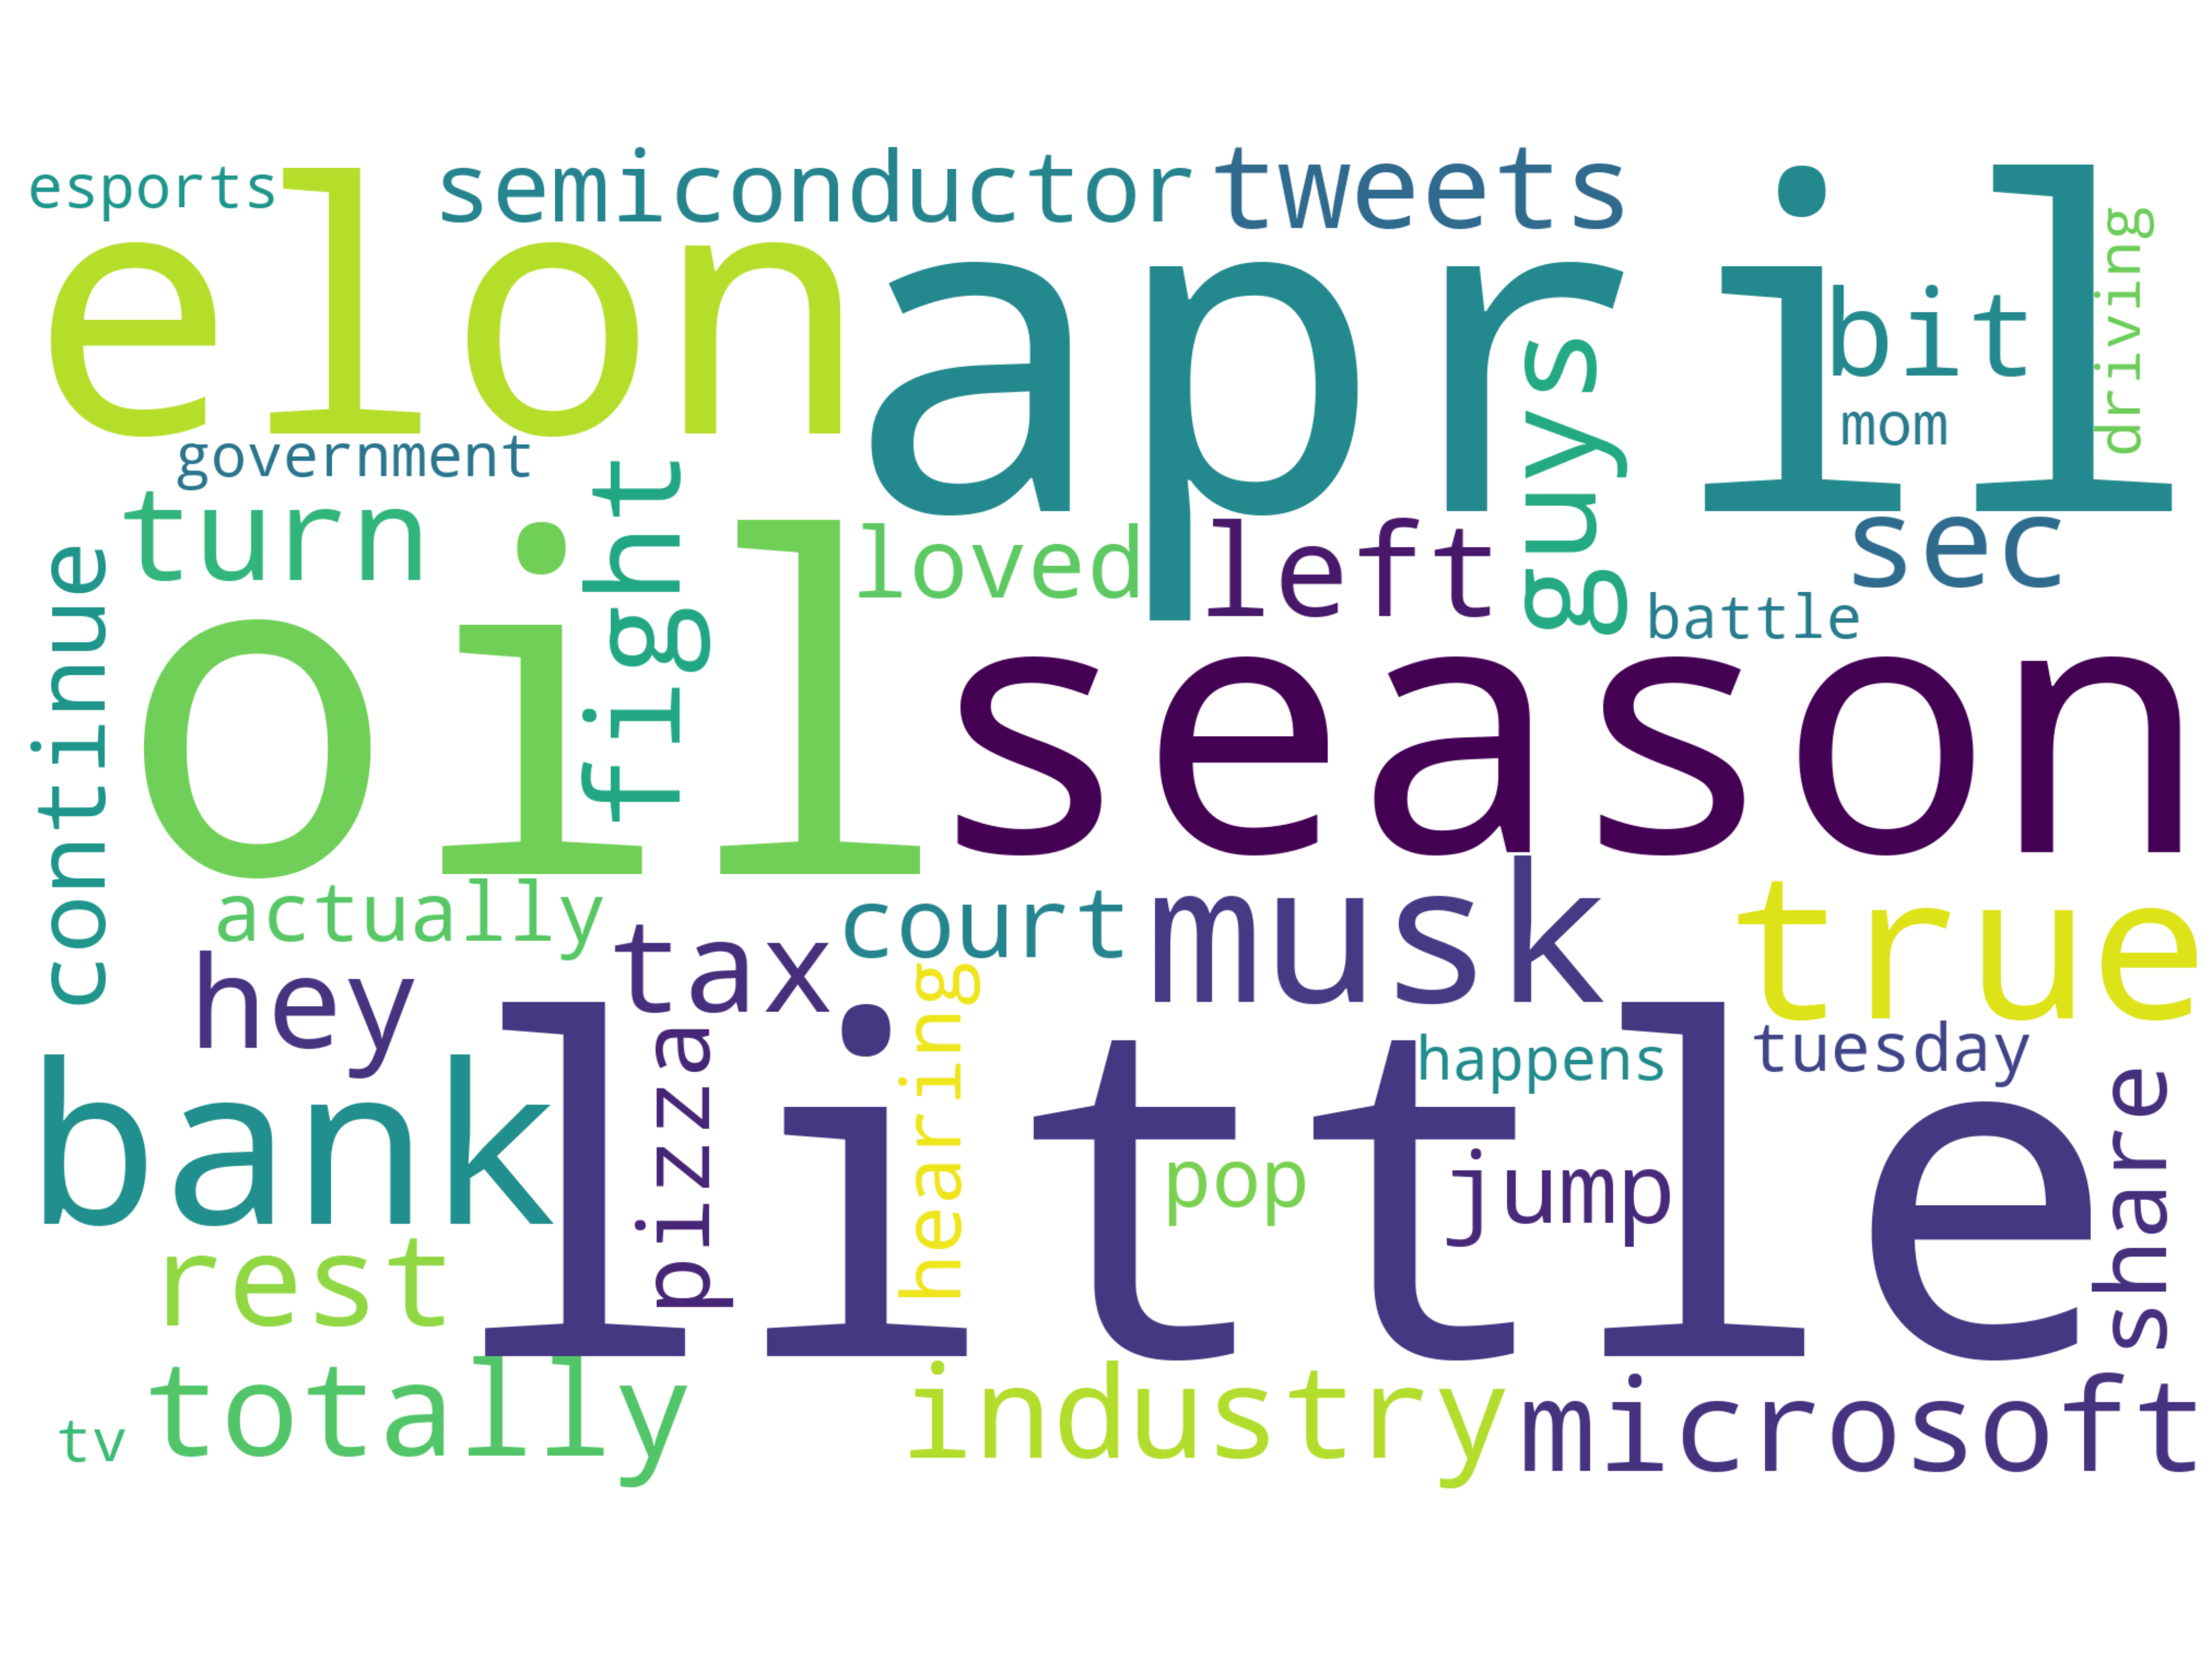 esports
semiconductor
tweets
elon
april
driving
bit
guys
mom
government
fight
turn
loved
left
sec
continue
oil
battle
season
actually
court
musk
true
hey
tax
hearing
pizza
little
happens
tuesday
bank
share
pop
jump
rest
totally
industry
microsoft
tv